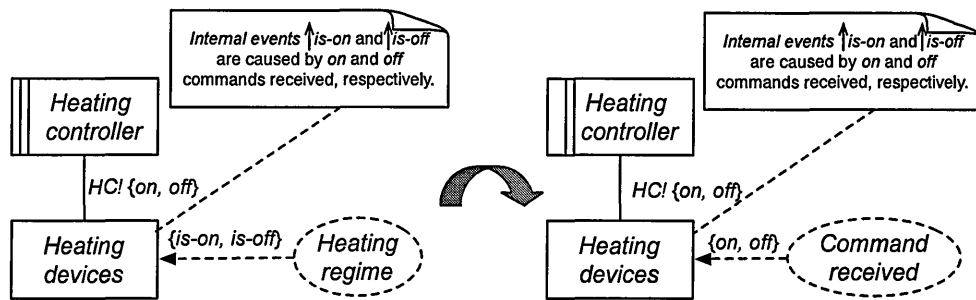 Internal events ↑is-on and ↑is-off
are caused by on and off
commands received, respectively.
Heating
controller
HC! {on, off}
Heating
devices
{is-on, is-off}
Heating
regime
Internal events ↑is-on and ↑is-off
are caused by on and off
commands received, respectively.
Heating
controller
HC! {on, off}
Heating
devices
{on, off}
Command
received